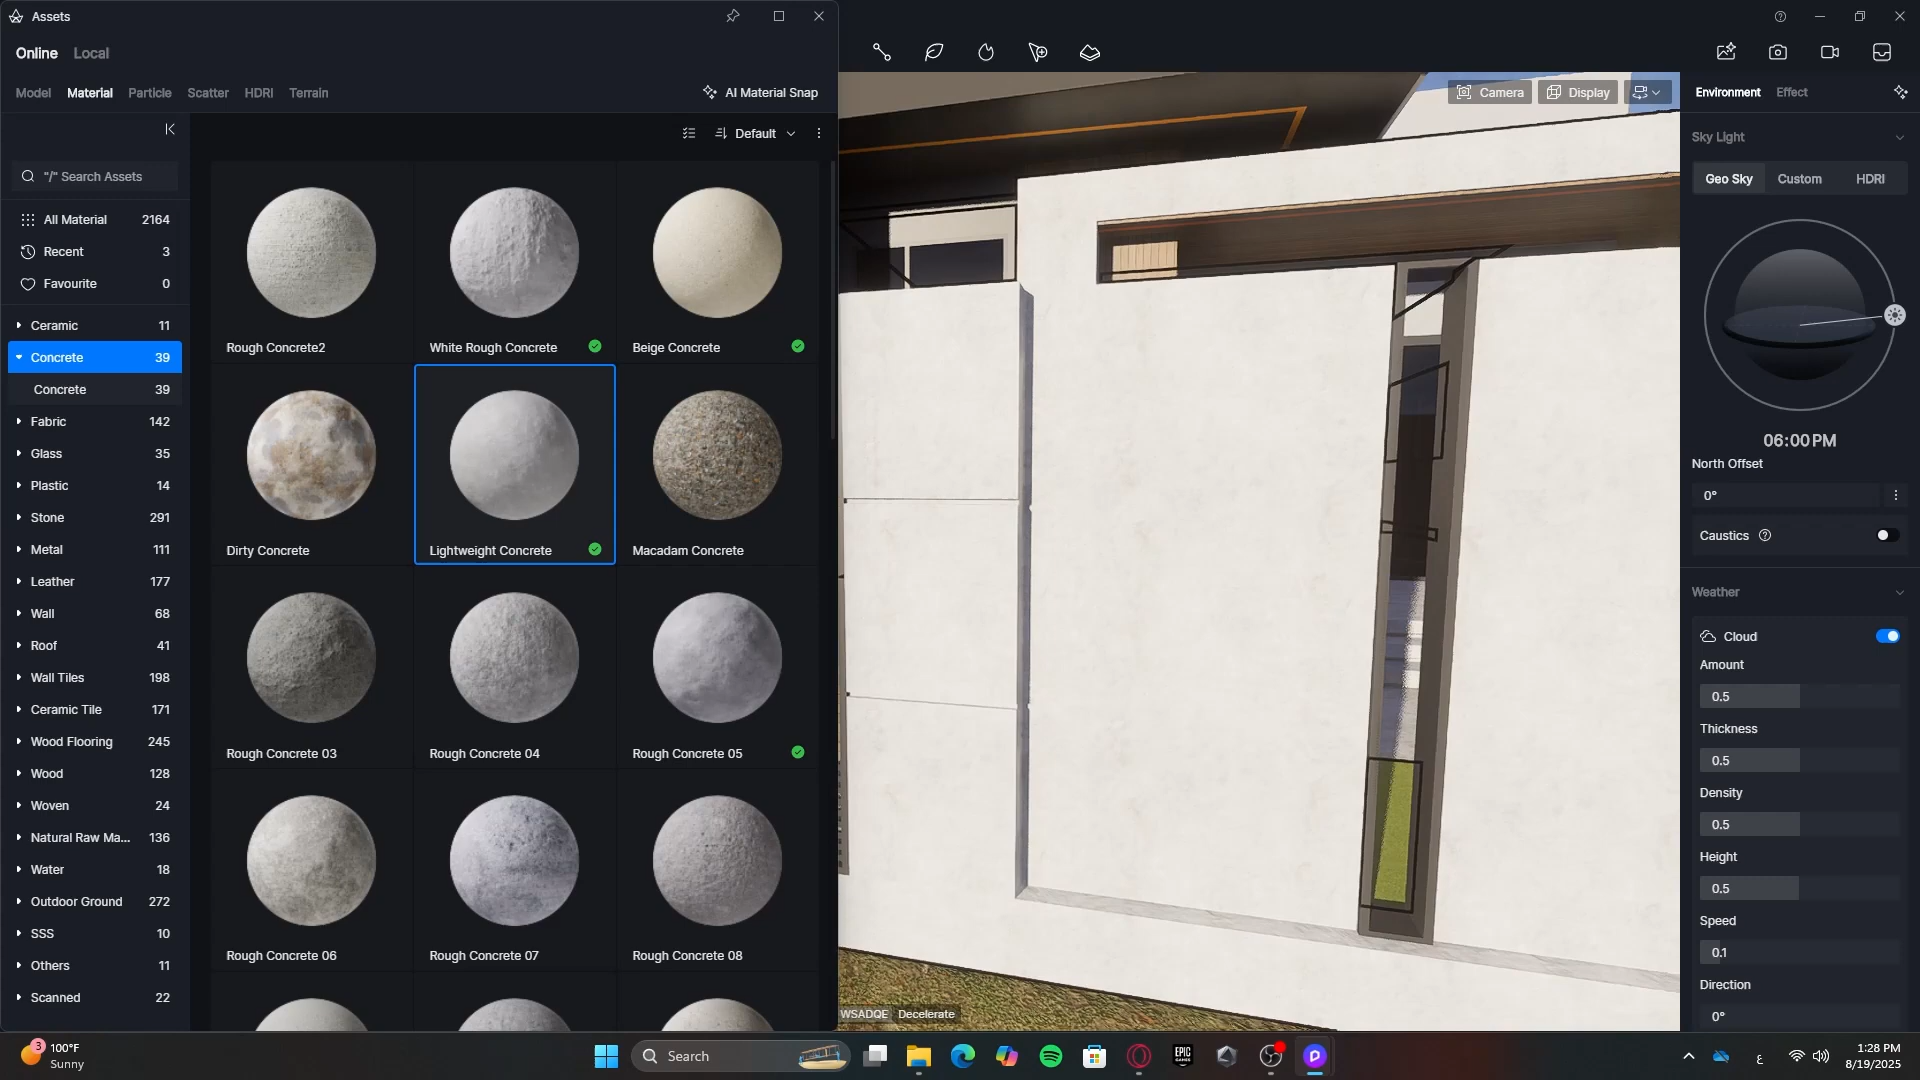 Assets
Online Local
Model Material Particle Scatter HDRI Terrain AI Material Snap
Default
"/" Search Assets
All Material 2164
Recent 3
Favourite 0
Ceramic 11
Concrete 39
Concrete 39
Fabric 142
Glass 35
Plastic 14
Stone 291
Metal 111
Leather 177
Wall 68
Roof 41
Wall Tiles 198
Ceramic Tile 171
Wood Flooring 245
Wood 128
Woven 24
Natural Raw Ma... 136
Water 18
Outdoor Ground 272
SSS 10
Others 11
Scanned 22
Rough Concrete2 White Rough Concrete Beige Concrete
Dirty Concrete Lightweight Concrete Macadam Concrete
Rough Concrete 03 Rough Concrete 04 Rough Concrete 05
Rough Concrete 06 Rough Concrete 07 Rough Concrete 08
Camera Display
WSADQE Decelerate
Environment Effect
Sky Light
Geo Sky Custom HDRI
06:00 PM
North Offset
0°
Caustics
Weather
Cloud
Amount
0.5
Thickness
0.5
Density
0.5
Height
0.5
Speed
0.1
Direction
0°
3
100°F
Sunny
Search
EPIC GAMES
ع
1:28 PM
8/19/2025